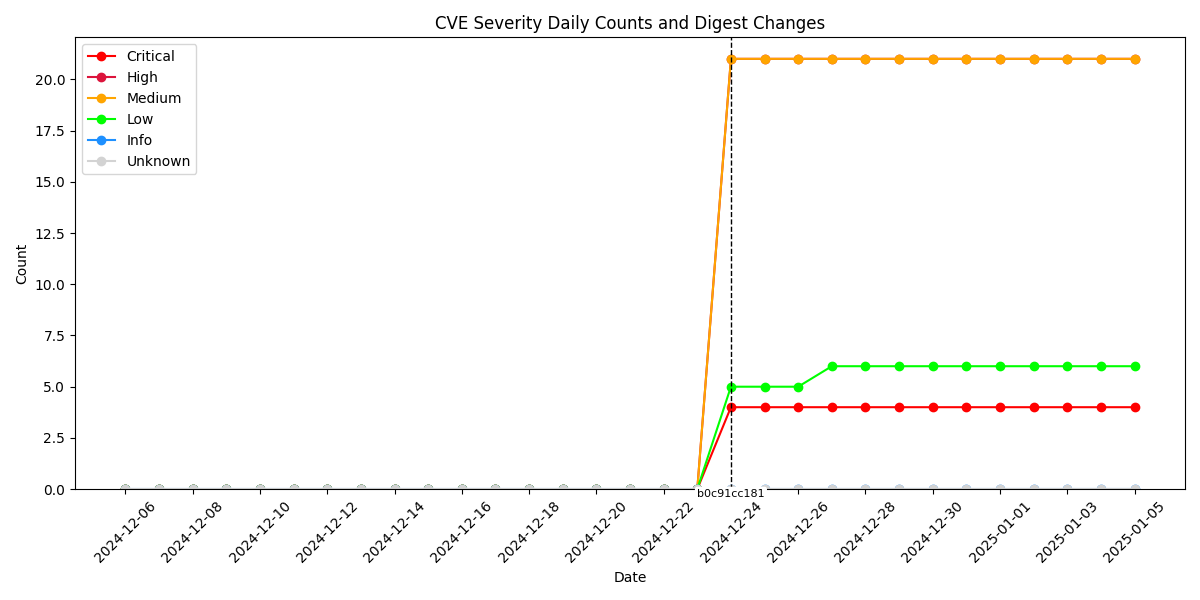 CVE Severity Daily Counts and Digest Changes
Critical
High
Medium
Low
Info
Unknown
Count
20.0
17.5
15.0
12.5
10.0
7.5
5.0
2.5
0.0
b0c91cc181
2024-12-06
2024-12-08
2024-12-10
2024-12-12
2024-12-14
2024-12-16
2024-12-18
2024-12-20
2024-12-22
2024-12-24
2024-12-26
2024-12-28
2024-12-30
2025-01-01
2025-01-03
2025-01-05
Date